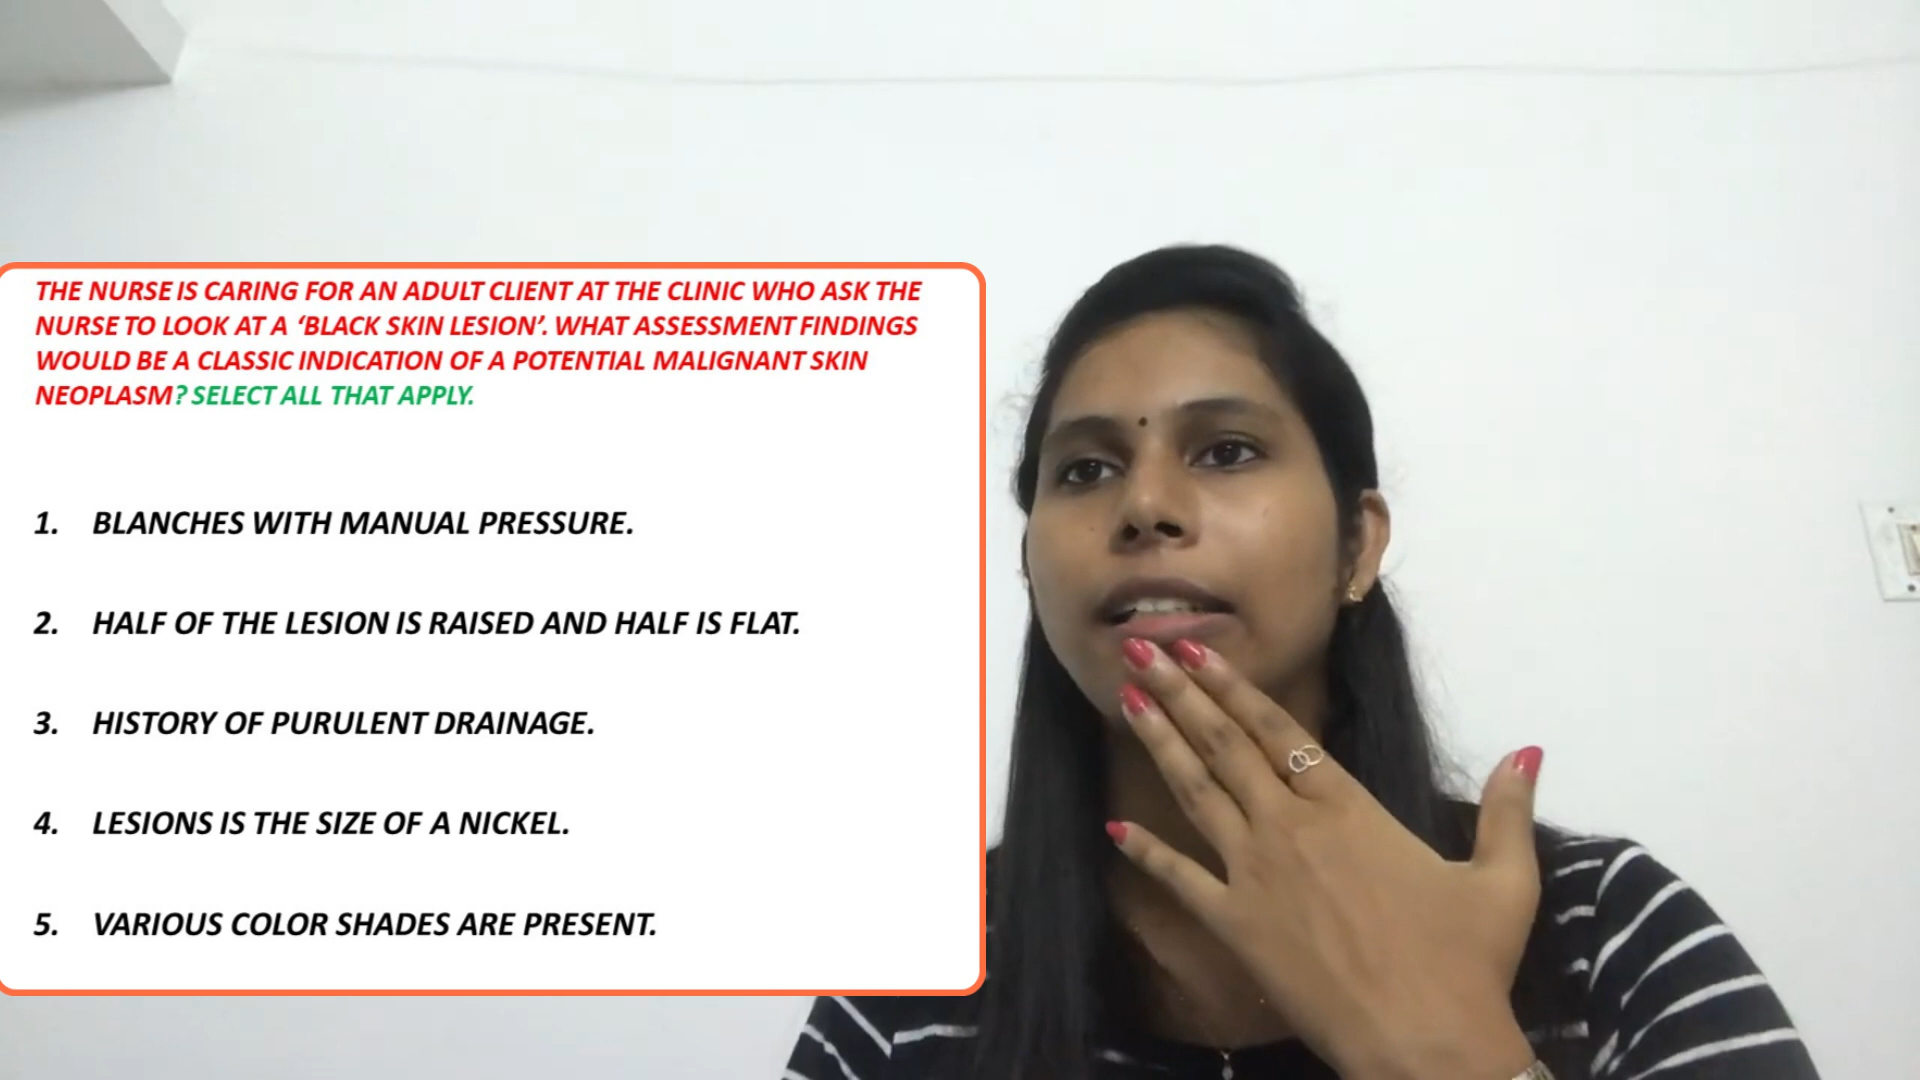 THE NURSE IS CARING FOR AN ADULT CLIENT AT THE CLINIC WHO ASK THE
NURSE TO LOOK AT A ‘BLACK SKIN LESION’. WHAT ASSESSMENT FINDINGS
WOULD BE A CLASSIC INDICATION OF A POTENTIAL MALIGNANT SKIN
NEOPLASM? SELECT ALL THAT APPLY.
1. BLANCHES WITH MANUAL PRESSURE.
2. HALF OF THE LESION IS RAISED AND HALF IS FLAT.
3. HISTORY OF PURULENT DRAINAGE.
4. LESIONS IS THE SIZE OF A NICKEL.
5. VARIOUS COLOR SHADES ARE PRESENT.